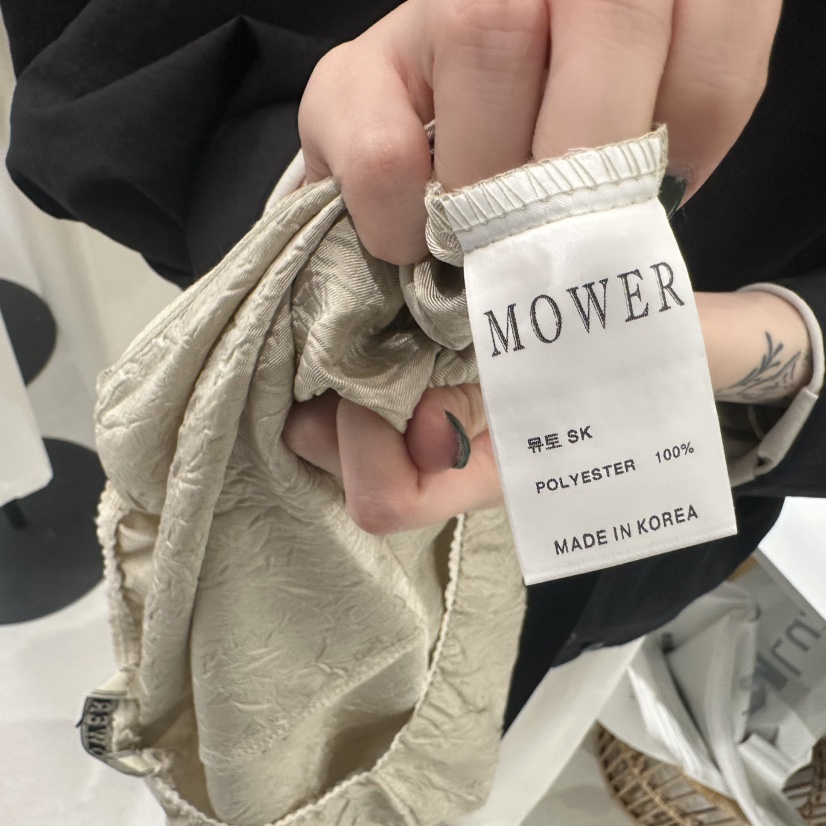 MOWER
뮤토 SK
POLYESTER 100%
MADE IN KOREA